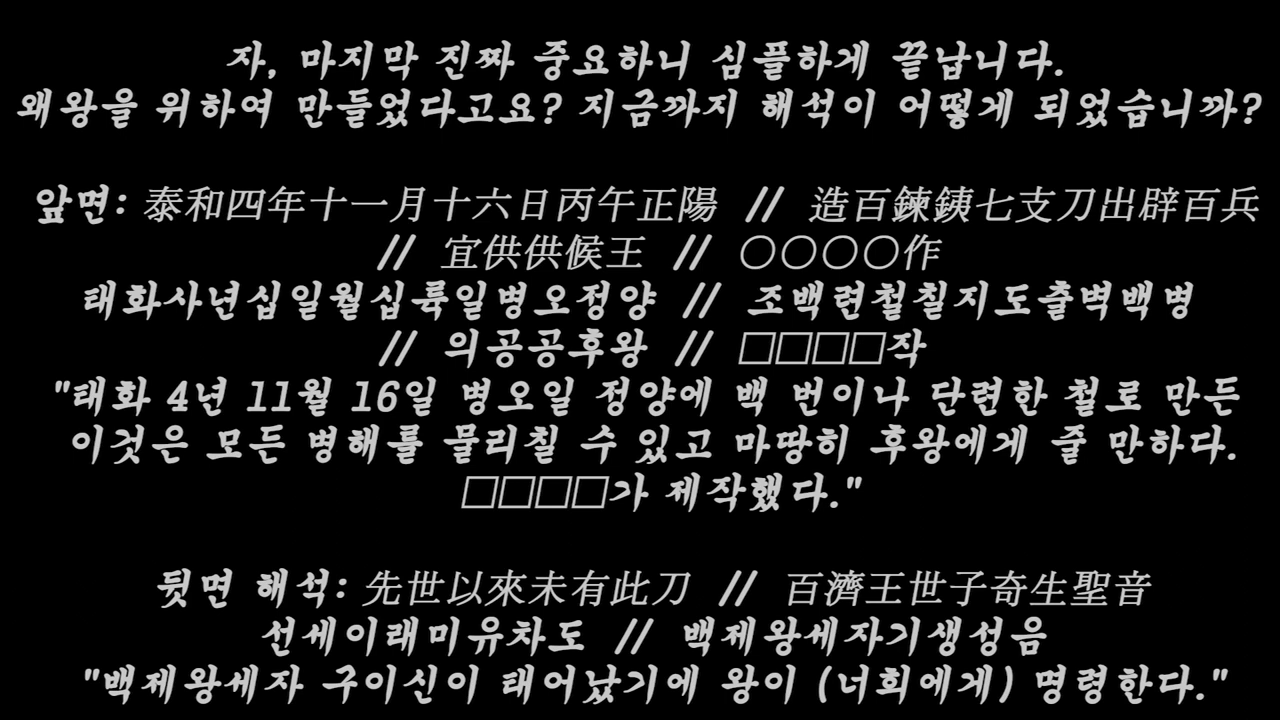 자, 마지막 진짜 중요하니 심플하게 끝납니다.
왜왕을 위하여 만들었다고요? 지금까지 해석이 어떻게 되었습니까?
앞면: 泰和四年十一月十六日丙午正陽 // 造百鍊銕七支刀出辟百兵
// 宜供供候王 // 〇〇〇〇作
태화사년십일월십륙일병오정양 // 조백련철칠지도출벽백병
// 의공공후왕 // □□□□작
"태화 4년 11월 16일 병오일 정양에 백 번이나 단련한 철로 만든
이것은 모든 병해를 물리칠 수 있고 마땅히 후왕에게 줄 만하다.
□□□□가 제작했다."
뒷면 해석: 先世以來未有此刀 // 百濟王世子奇生聖音
선세이래미유차도 // 백제왕세자기생성음
"백제왕세자 구이신이 태어났기에 왕이 (너희에게) 명령한다."